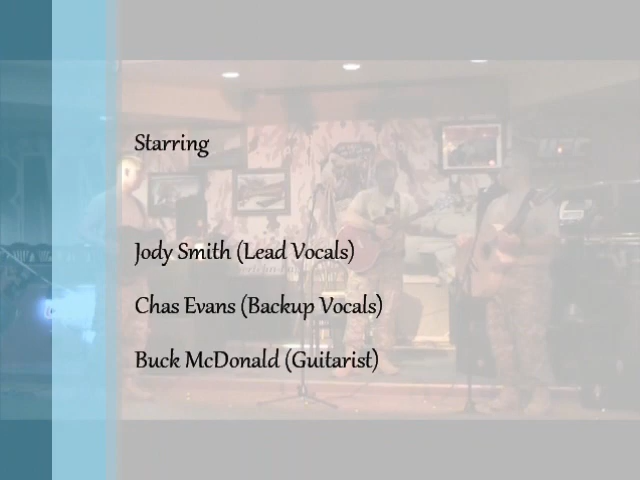 Starring
Jody Smith (Lead Vocals)
Chas Evans (Backup Vocals)
Buck McDonald (Guitarist)